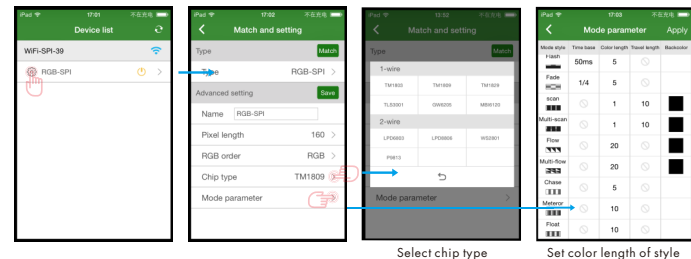 iPad 17:01 不在充电
Device list
WiFi-SPI-39
RGB-SPI
iPad 17:02 不在充电
Match and setting
Type Match
Type RGB-SPI
Advanced setting Save
Name RGB-SPI
Pixel length 160
RGB order RGB
Chip type TM1809
Mode parameter
iPad 13:52 不在充电
Match and setting
Type Match
1-wire
TM1803 TM1809 TM1829
TLS3001 GW6205 MBI6120
2-wire
LPD6803 LPD8806 WS2801
P9813
Mode parameter
Select chip type
iPad 17:03 不在充电
Mode parameter Apply
Mode style Time base Color length Travel length Backcolor
Flash 50ms 5
Fade 1/4 5
scan 1 10
Multi-scan 1 10
Flow 20
Multi-flow 20
Chase 5
Meteror 10
Float 10
Set color length of style